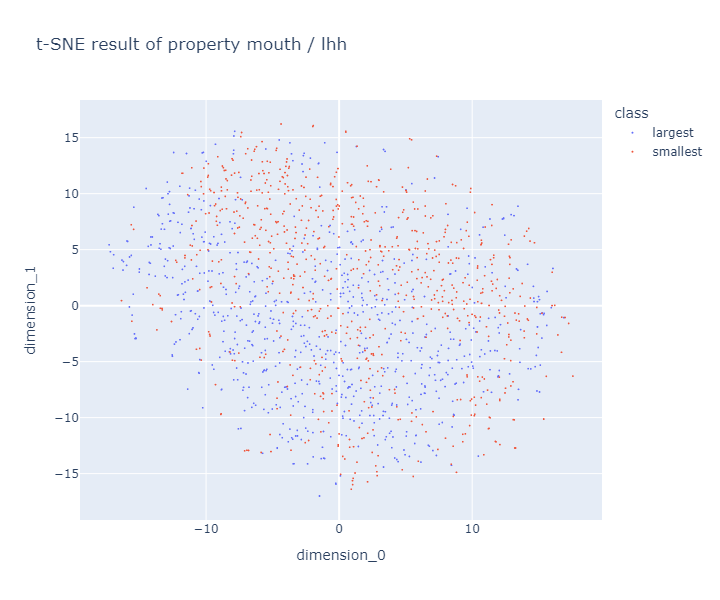 t-SNE result of property mouth / lhh
class
largest
smallest
15
10
5
0
−5
−10
−15
−10
0
10
dimension_0
dimension_1